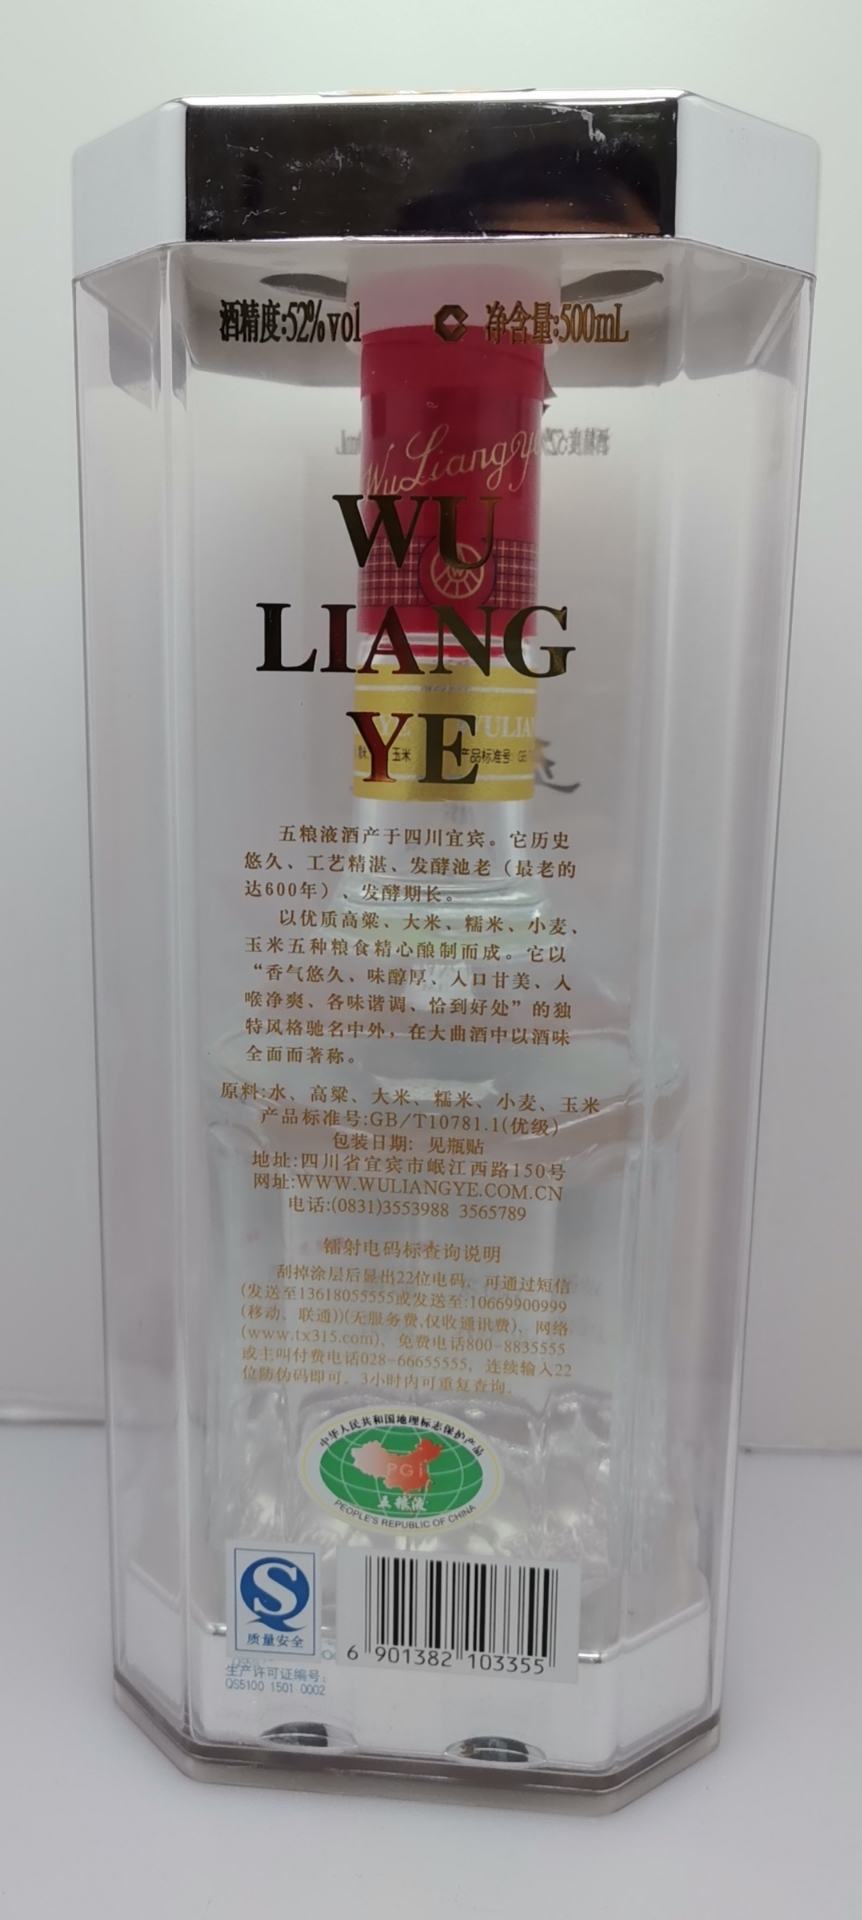 酒精度:52%vol 净含量:500mL
WuLiangy
WU
LIANG
YE
玉米 产品标准号: GB
五粮液酒产于四川宜宾。它历史
悠久、工艺精湛、发酵池老（最老的
达600年）、发酵期长。
以优质高粱、大米、糯米、小麦、
玉米五种粮食精心酿制而成。它以
“香气悠久、味醇厚、入口甘美、入
喉净爽、各味谐调、恰到好处”的独
特风格驰名中外，在大曲酒中以酒味
全面而著称。
原料:水、高粱、大米、糯米、小麦、玉米
产品标准号:GB/T10781.1(优级)
包装日期: 见瓶贴
地址:四川省宜宾市岷江西路150号
网址:WWW.WULIANGYE.COM.CN
电话:(0831)3553988 3565789
镭射电码标查询说明
刮掉涂层后显出22位电码，可通过短信
(发送至13618055555或发送至:10669900999
(移动、联通))(无服务费,仅收通讯费)、网络
(www.tx315.com)、免费电话800-8835555
或主叫付费电话028-66655555，连续输入22
位防伪码即可。3小时内可重复查询。
中华人民共和国地理标志保护产品
PGI
五粮液
PEOPLE'S REPUBLIC OF CHINA
质量安全
生产许可证编号:
QS5100 1501 0002
6 901382 103355